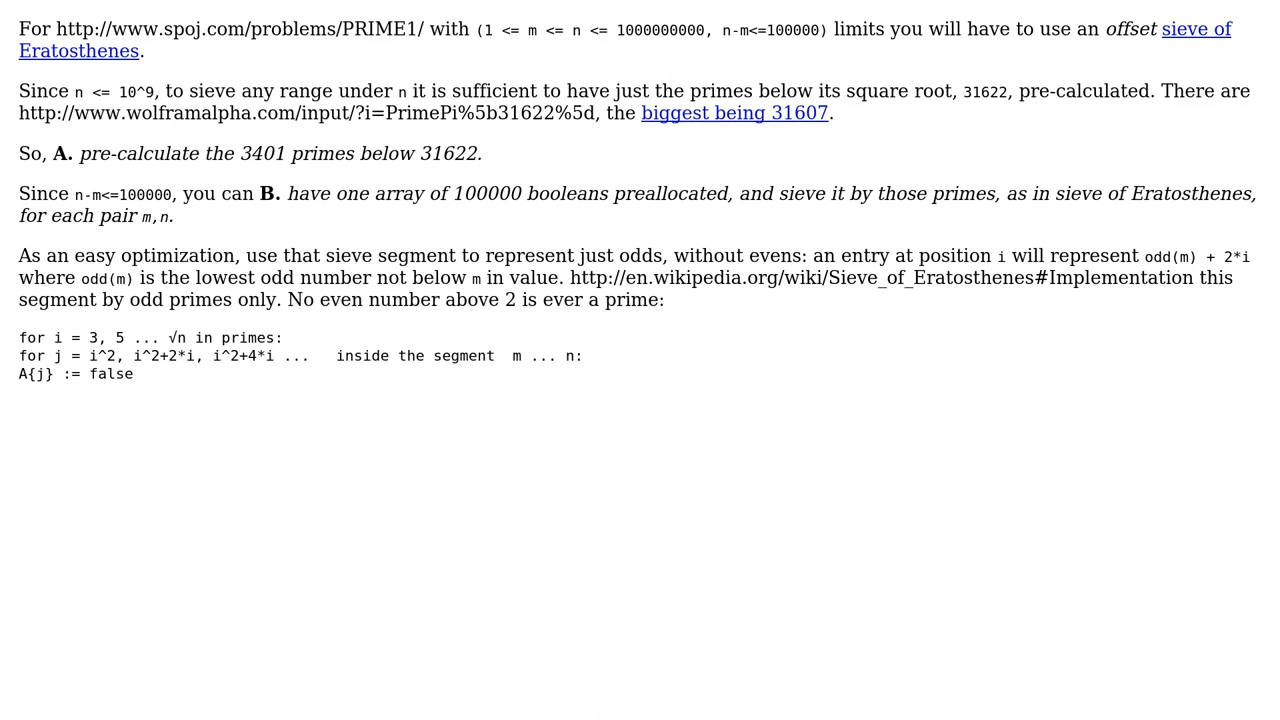 For http://www.spoj.com/problems/PRIME1/ with (1 <= m <= n <= 1000000000, n-m<=100000) limits you will have to use an offset sieve of
Eratosthenes.
Since n <= 10^9, to sieve any range under n it is sufficient to have just the primes below its square root, 31622, pre-calculated. There are
http://www.wolframalpha.com/input/?i=PrimePi%5b31622%5d, the biggest being 31607.
So, A. pre-calculate the 3401 primes below 31622.
Since n-m<=100000, you can B. have one array of 100000 booleans preallocated, and sieve it by those primes, as in sieve of Eratosthenes,
for each pair m,n.
As an easy optimization, use that sieve segment to represent just odds, without evens: an entry at position i will represent odd(m) + 2*i
where odd(m) is the lowest odd number not below m in value. http://en.wikipedia.org/wiki/Sieve_of_Eratosthenes#Implementation this
segment by odd primes only. No even number above 2 is ever a prime:
for i = 3, 5 ... √n in primes:
for j = i^2, i^2+2*i, i^2+4*i ...   inside the segment  m ... n:
A{j} := false